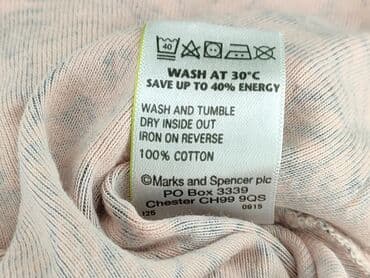 40
WASH AT 30°C
SAVE UP TO 40% ENERGY
WASH AND TUMBLE
DRY INSIDE OUT
IRON ON REVERSE
100% COTTON
©Marks and Spencer plc
PO Box 3339
Chester CH99 9QS
125 0915